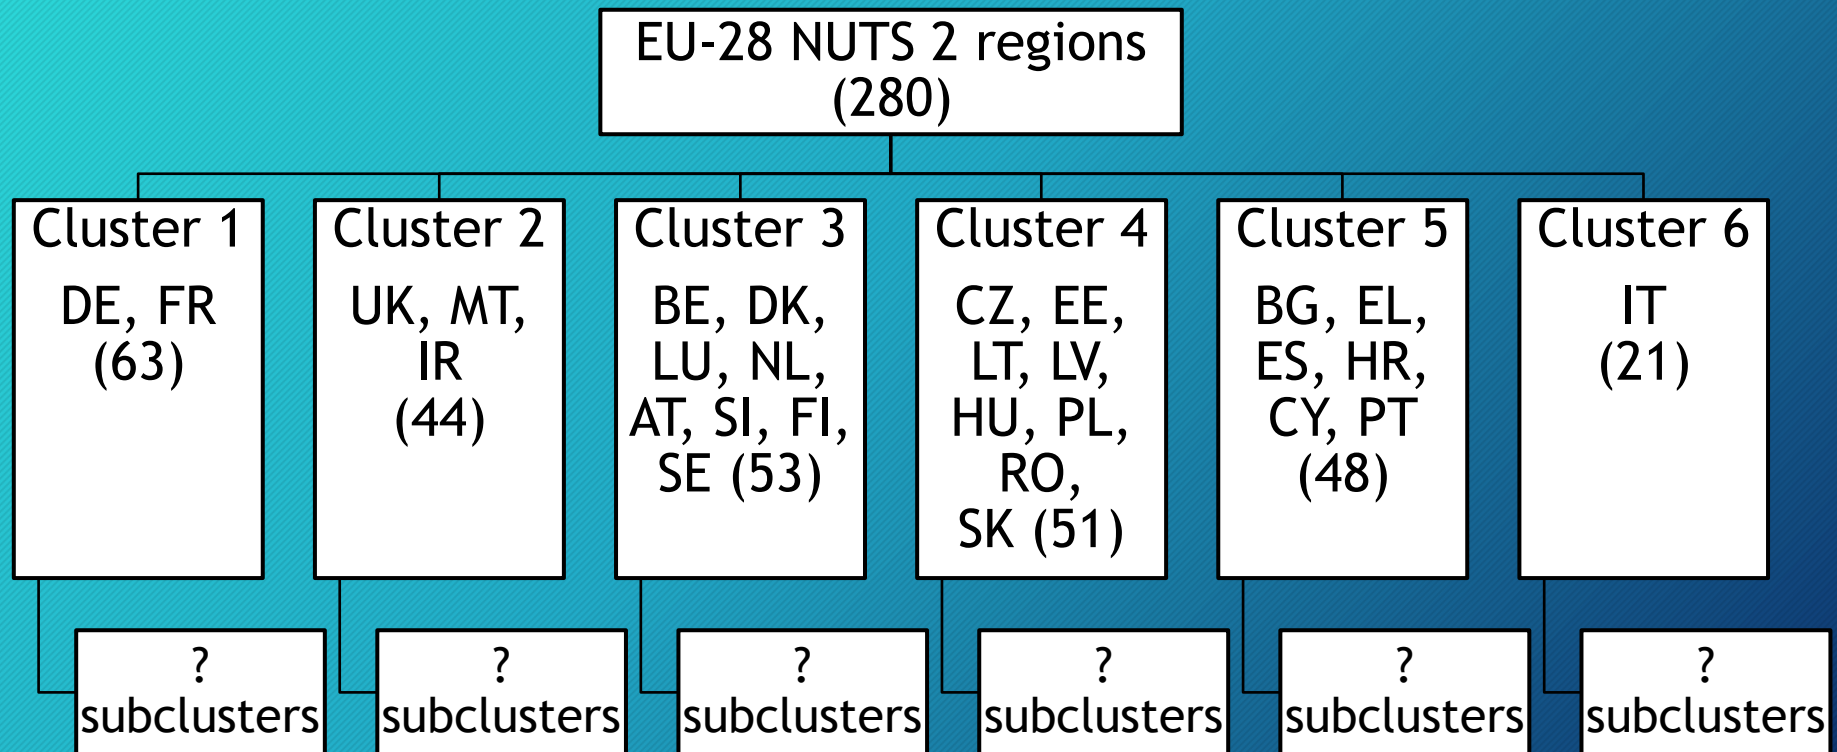 EU-28 NUTS 2 regions
(280)
Cluster 1
DE, FR
(63)
Cluster 2
UK, MT,
IR
(44)
Cluster 3
BE, DK,
LU, NL,
AT, SI, FI,
SE (53)
Cluster 4
CZ, EE,
LT, LV,
HU, PL,
RO,
SK (51)
Cluster 5
BG, EL,
ES, HR,
CY, PT
(48)
Cluster 6
IT
(21)
?
subclusters
?
subclusters
?
subclusters
?
subclusters
?
subclusters
?
subclusters